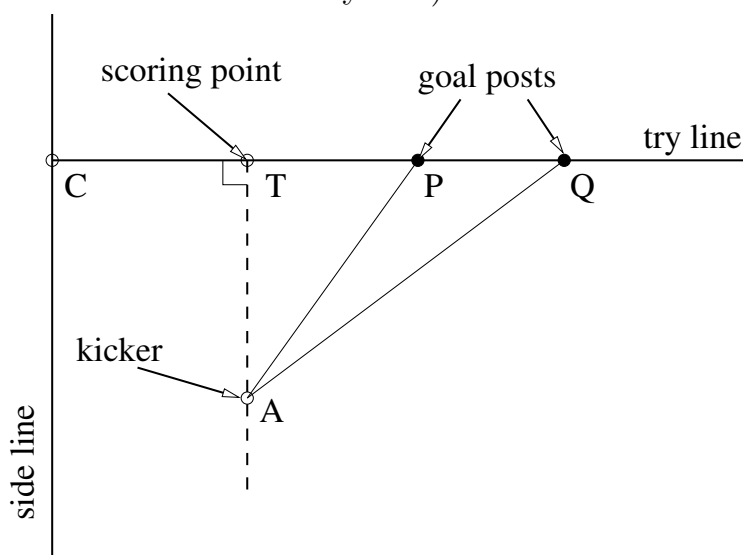 scoring point
goal posts
try line
C
T
P
Q
kicker
A
side line